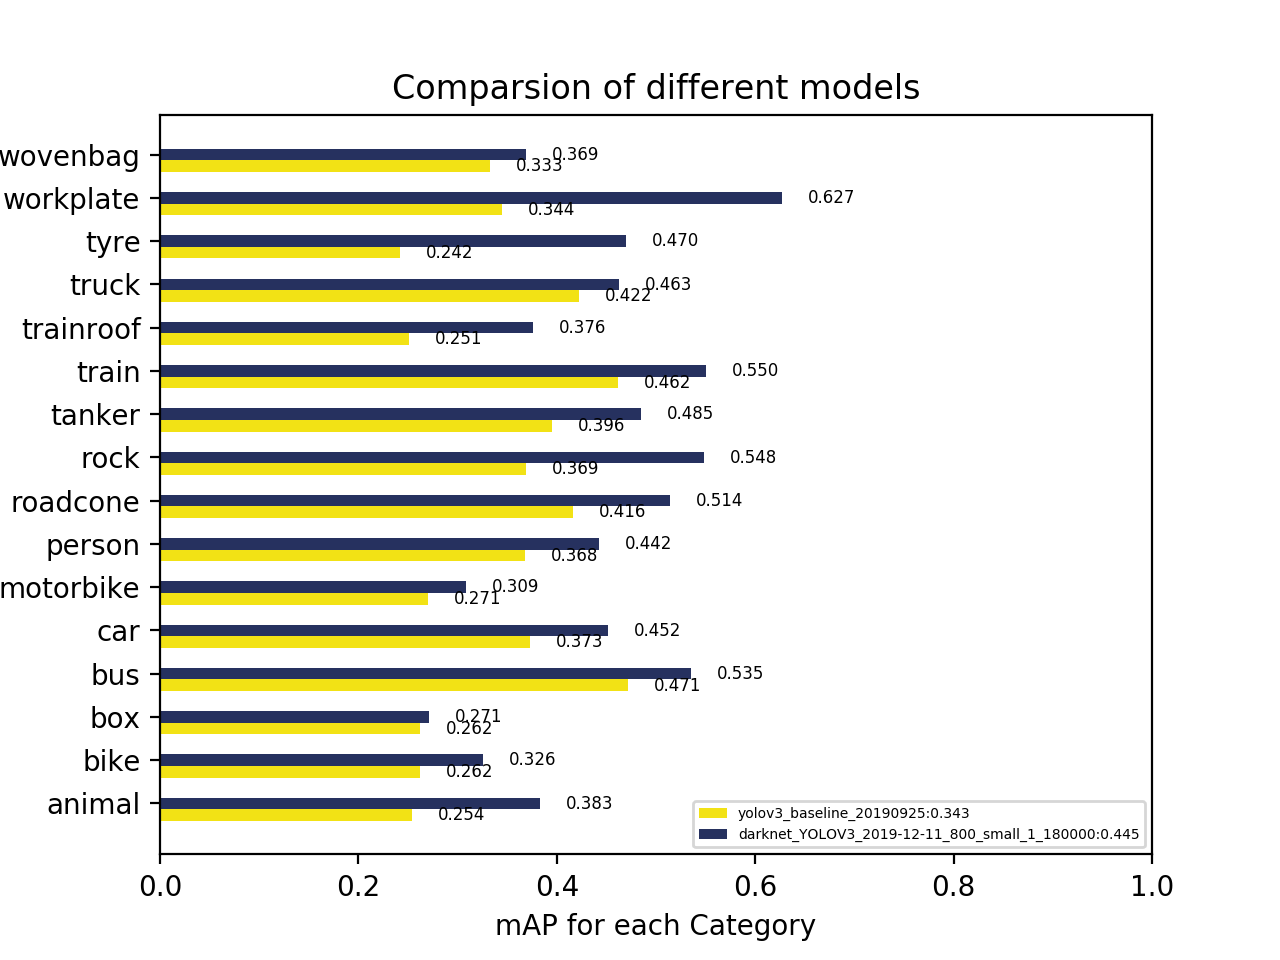 Comparsion of different models
wovenbag
0.369
0.333
workplate
0.627
0.344
tyre
0.470
0.242
truck
0.463
0.422
trainroof
0.376
0.251
train
0.550
0.462
tanker
0.485
0.396
rock
0.548
0.369
roadcone
0.514
0.416
person
0.442
0.368
motorbike
0.309
0.271
car
0.452
0.373
bus
0.535
0.471
box
0.271
0.262
bike
0.326
0.262
animal
0.383
0.254
yolov3_baseline_20190925:0.343
darknet_YOLOV3_2019-12-11_800_small_1_180000:0.445
0.0 0.2 0.4 0.6 0.8 1.0
mAP for each Category